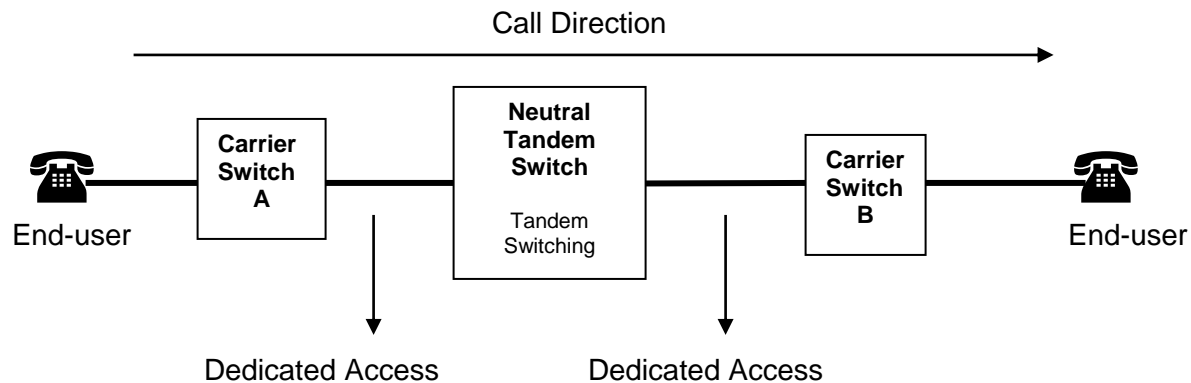 Call Direction
Neutral
Tandem
Switch
Tandem
Switching
Carrier
Switch
A
Carrier
Switch
B
End-user
End-user
Dedicated Access
Dedicated Access